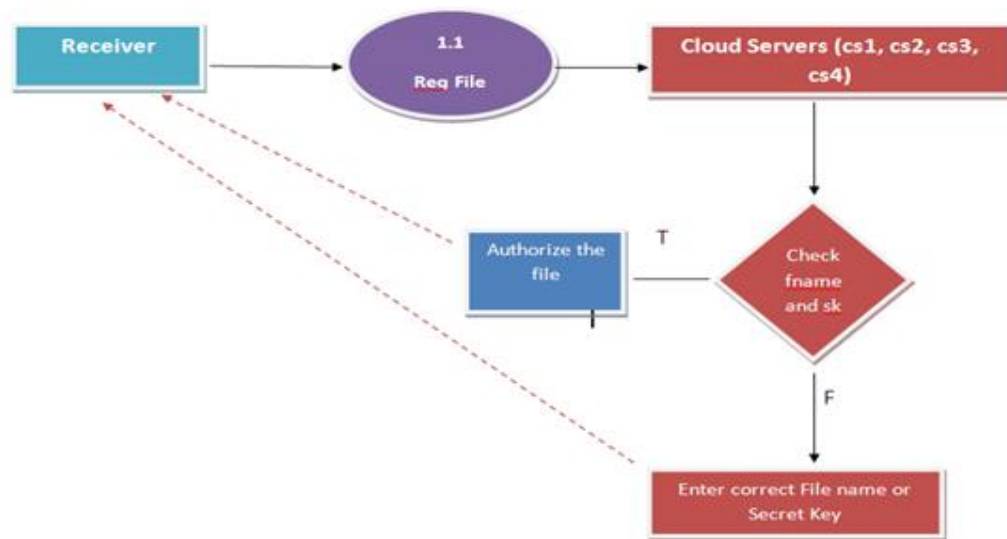 Receiver
1.1
Req File
Cloud Servers (cs1, cs2, cs3,
cs4)
Authorize the
file
T
Check
fname
and sk
F
Enter correct File name or
Secret Key